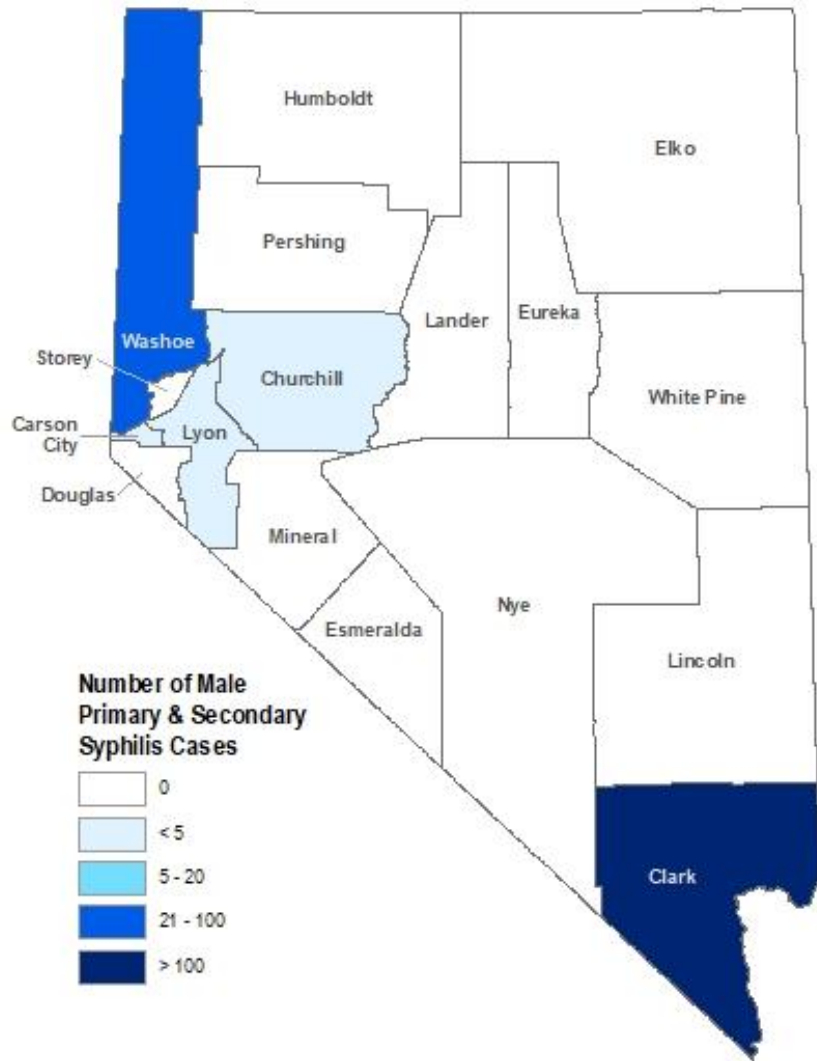 Humboldt
Elko
Pershing
Eureka
Lander
Washoe
Storey
Churchill
White Pine
Carson
City
Lyon
Douglas
Mineral
Nye
Esmeralda
Lincoln
Number of Male
Primary & Secondary
Syphilis Cases
0
< 5
5 - 20
21 - 100
> 100
Clark